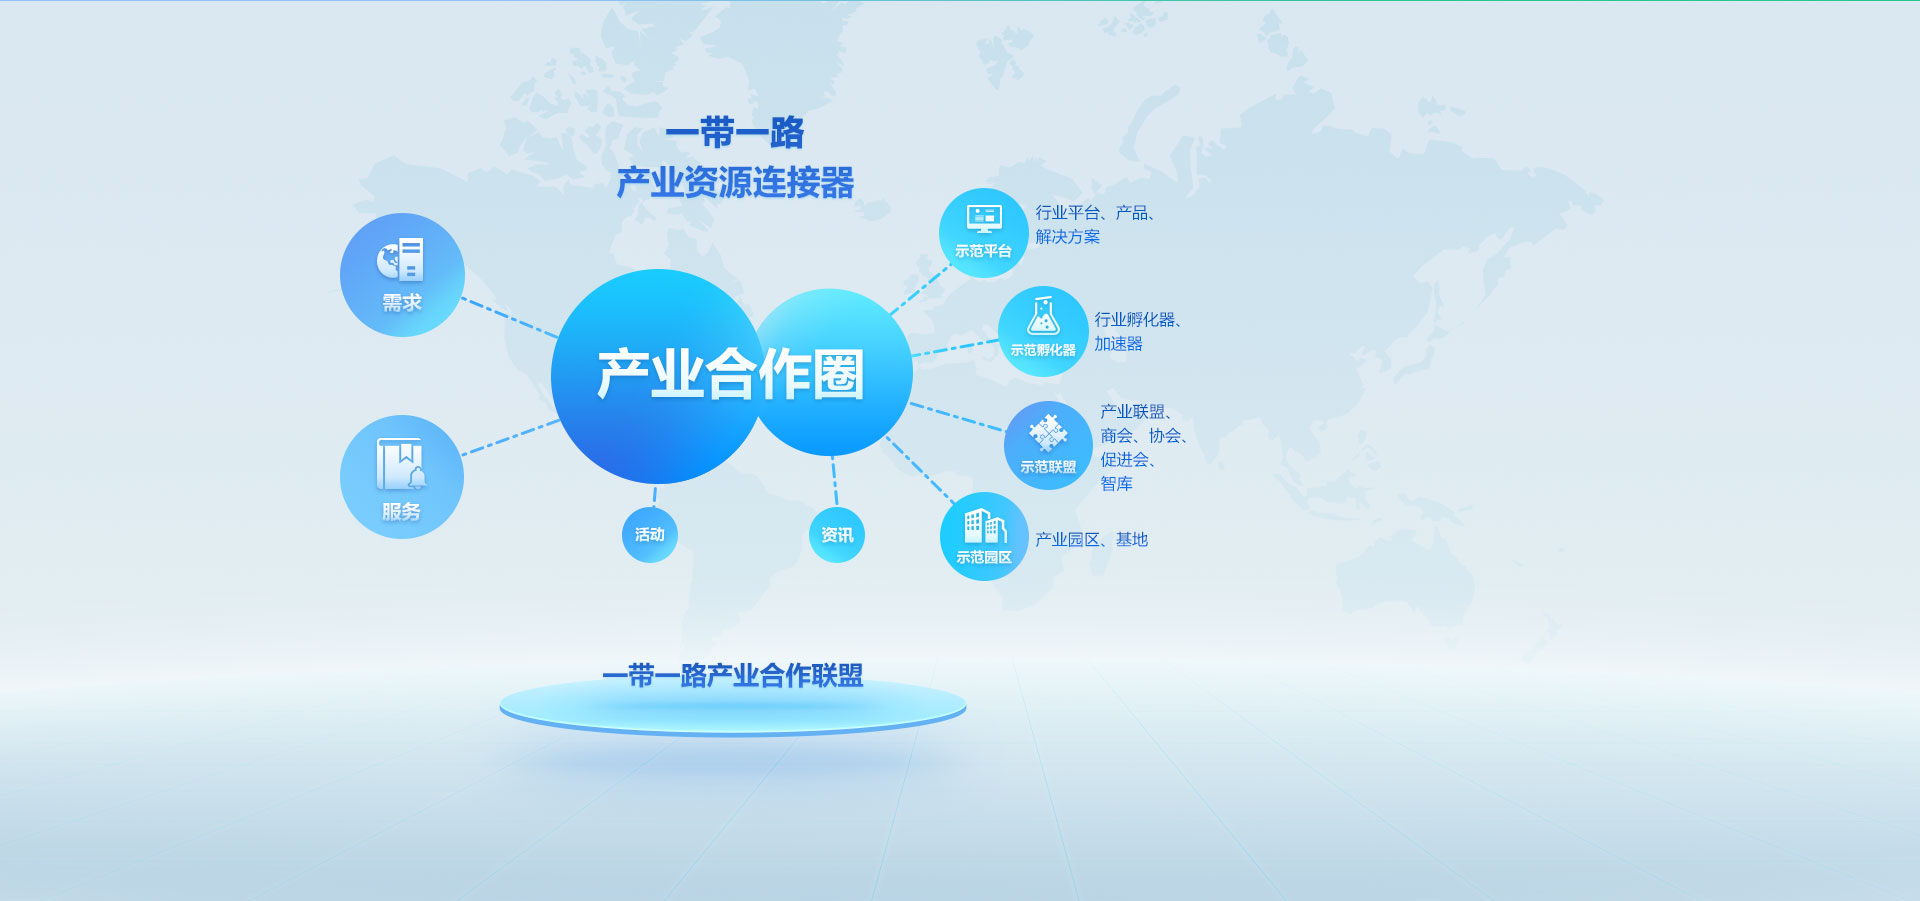 一带一路
产业资源连接器
需求
服务
产业合作圈
活动
资讯
示范平台
行业平台、产品、
解决方案
示范孵化器
行业孵化器、
加速器
示范联盟
产业联盟、
商会、协会、
促进会、
智库
示范园区
产业园区、基地
一带一路产业合作联盟